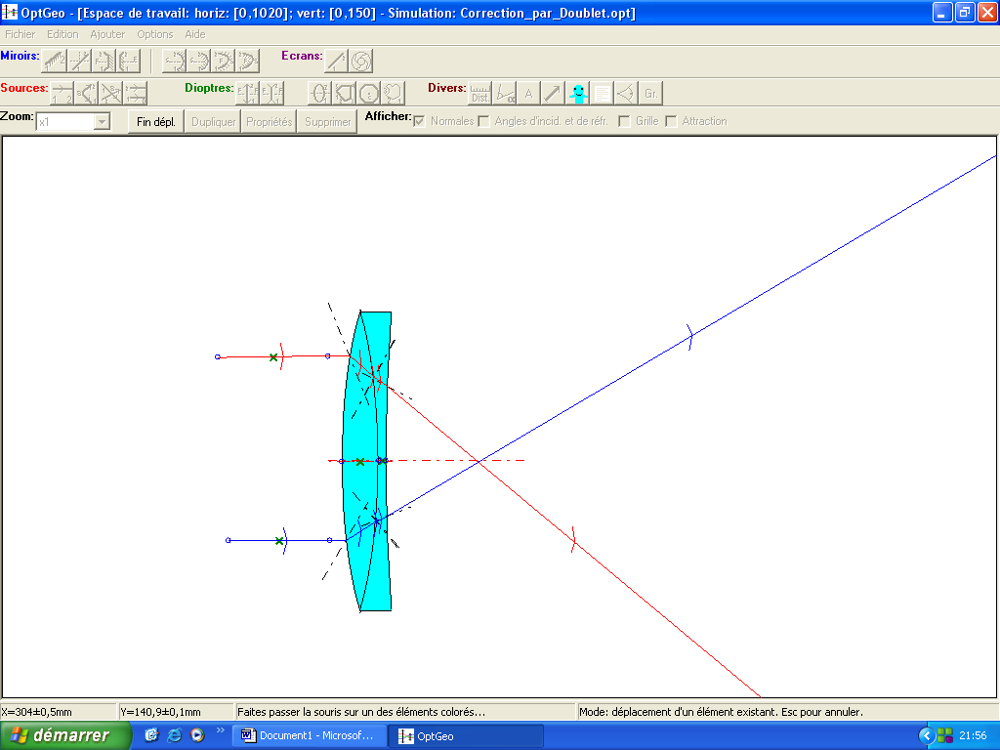 OptGeo - [Espace de travail: horiz: [0,1020]; vert: [0,150] - Simulation: Correction_par_Doublet.opt]
Fichier Edition Ajouter Options Aide
Miroirs: Ecrans:
Sources: Dioptres: Divers: Dist. A Gr.
Zoom: x1 Fin dépl. Dupliquer Propriétés Supprimer Afficher: Normales Angles d'incid. et de réfr. Grille Attraction
X=304±0,5mm Y=140,9±0,1mm Faites passer la souris sur un des éléments colorés... Mode: déplacement d'un élément existant. Esc pour annuler.
démarrer » Document1 - Microsof... OptGeo 21:56